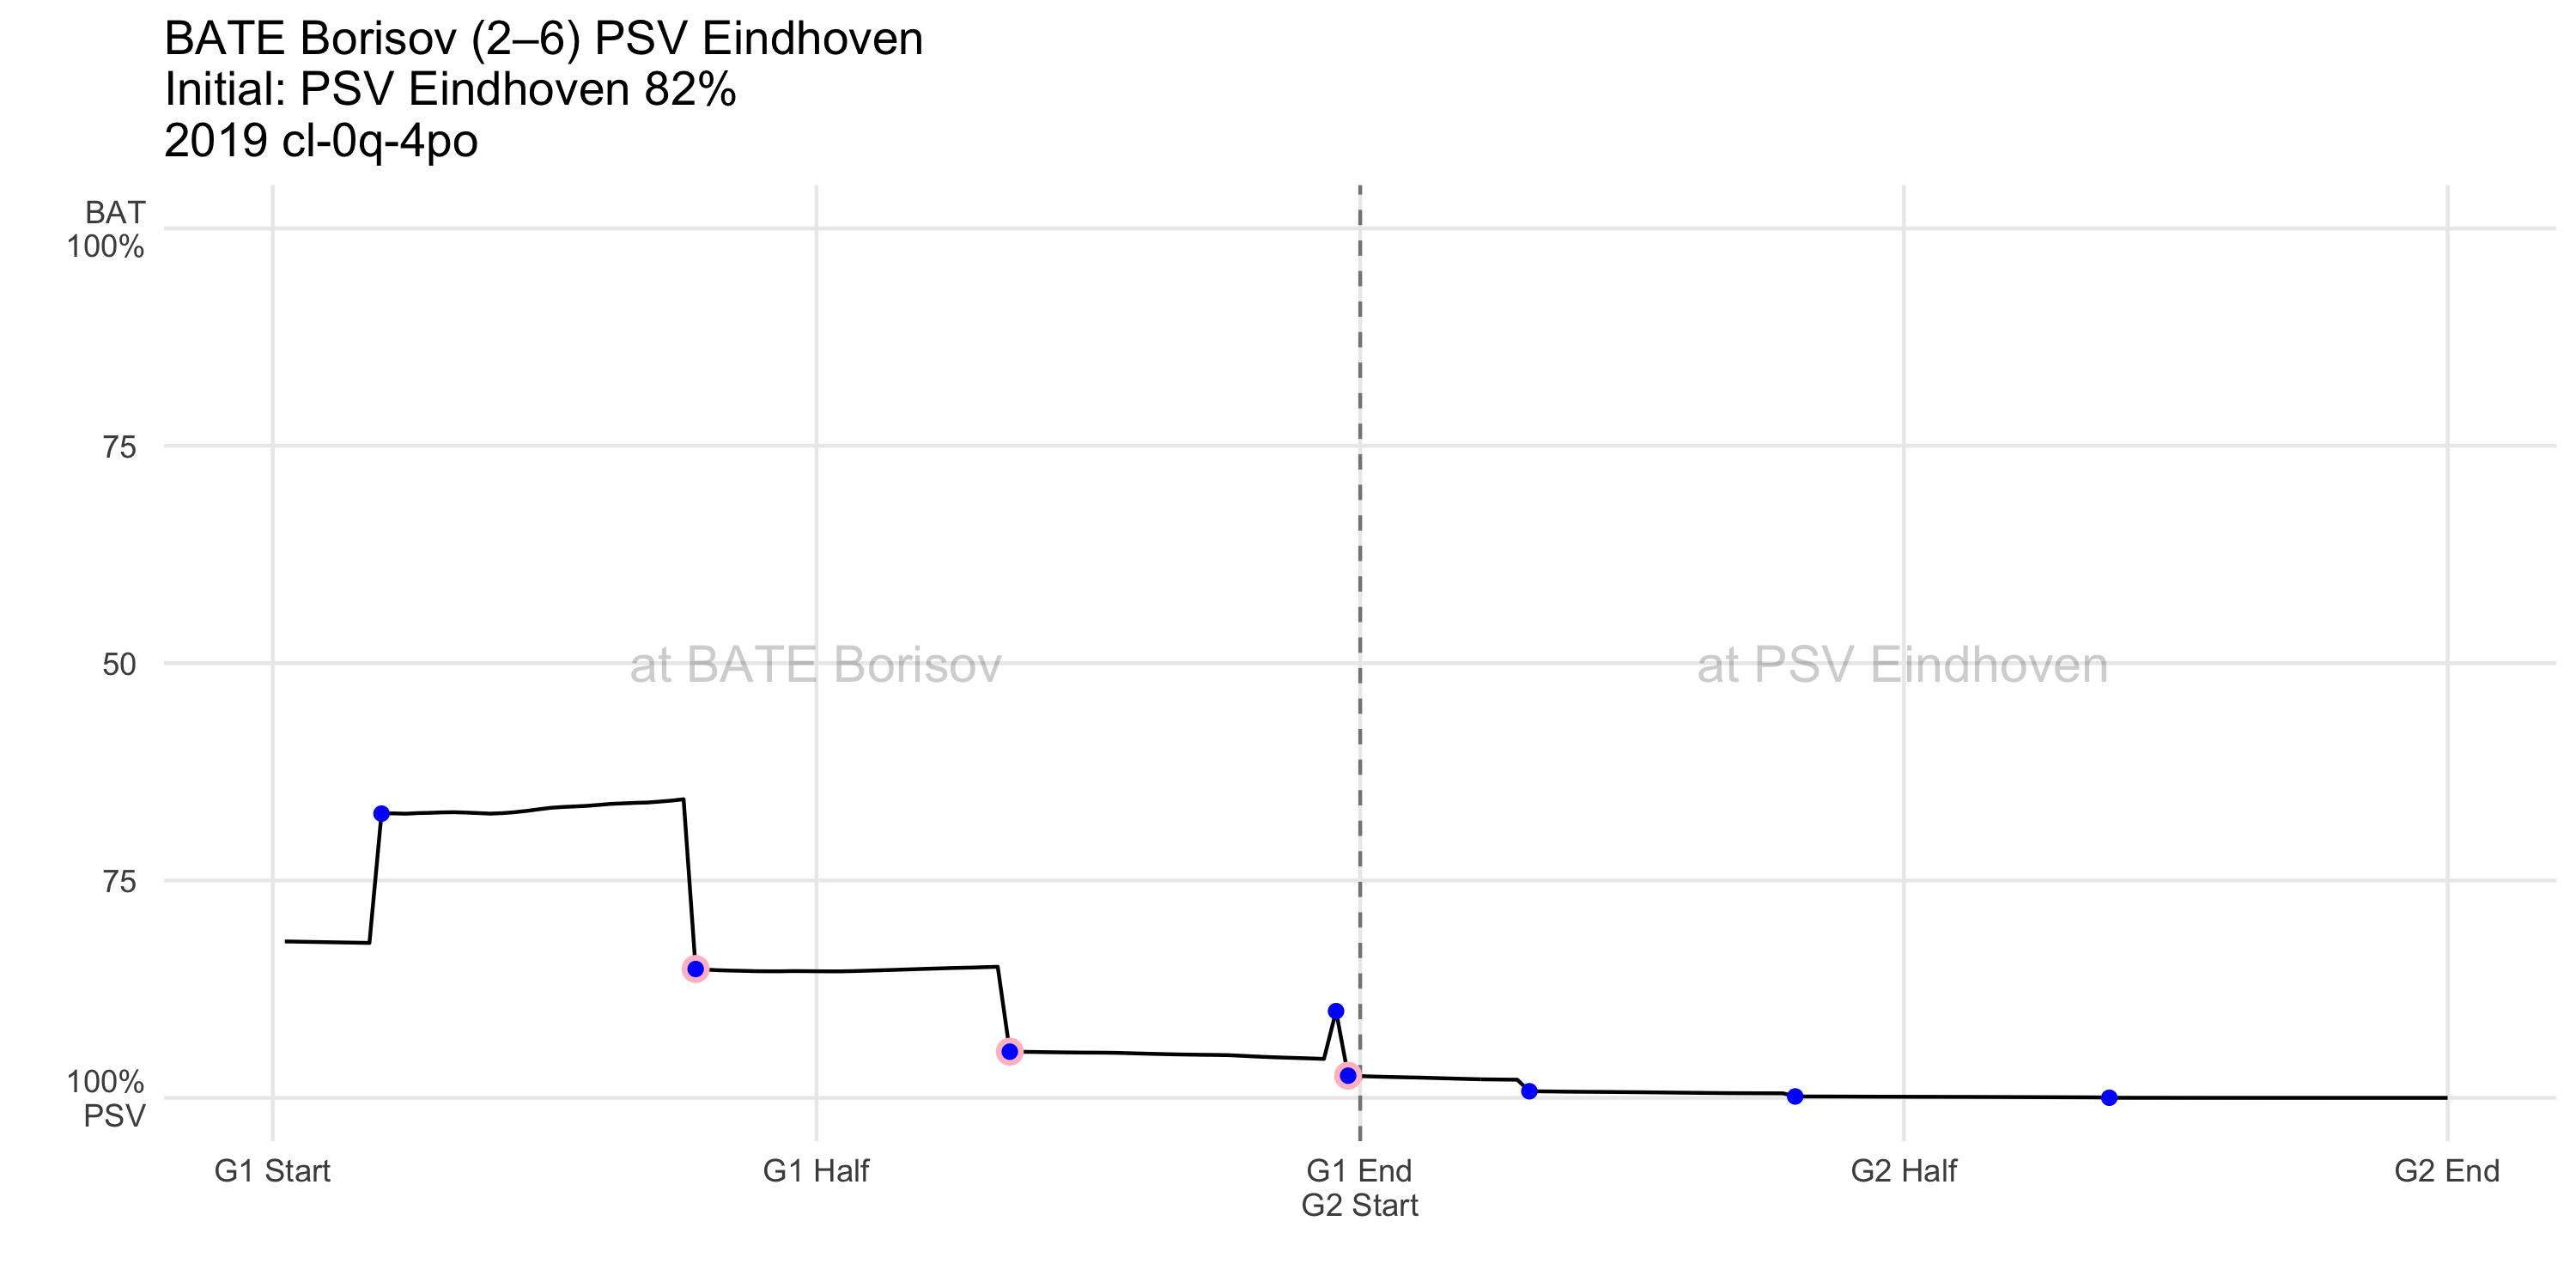 BATE Borisov (2–6) PSV Eindhoven
Initial: PSV Eindhoven 82%
2019 cl-0q-4po
BAT
100%
75
50
75
100%
PSV
at BATE Borisov
at PSV Eindhoven
G1 Start
G1 Half
G1 End
G2 Start
G2 Half
G2 End